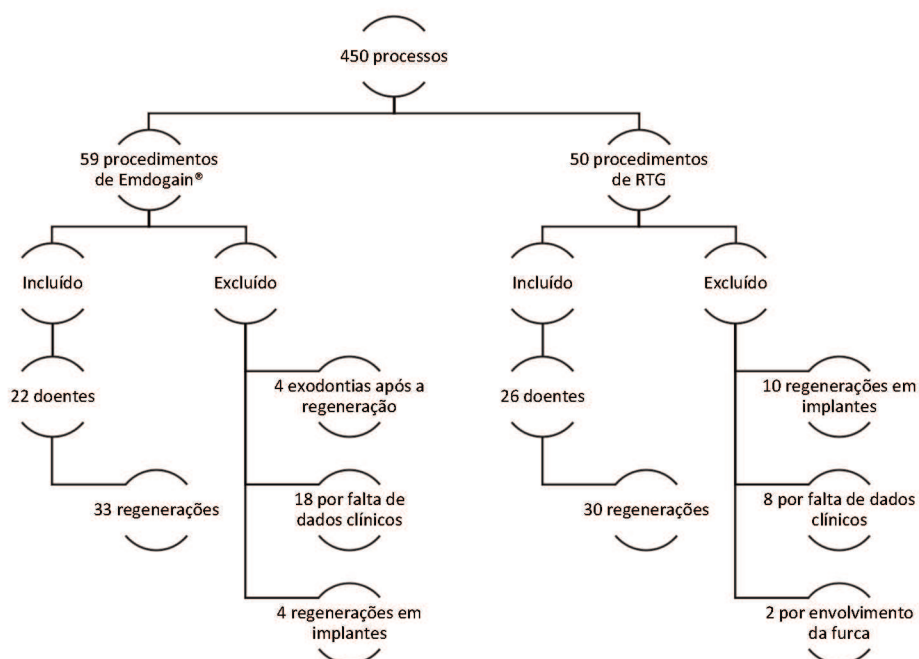 450 processos
59 procedimentos
de Emdogain®
50 procedimentos
de RTG
Incluído
Excluído
Incluído
Excluído
22 doentes
4 exodontias após a
regeneração
26 doentes
10 regenerações em
implantes
33 regenerações
18 por falta de
dados clínicos
30 regenerações
8 por falta de dados
clínicos
4 regenerações em
implantes
2 por envolvimento
da furca